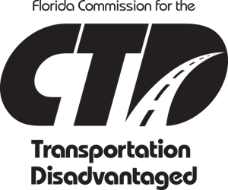 Florida Commission for the
CTD
Transportation
Disadvantaged